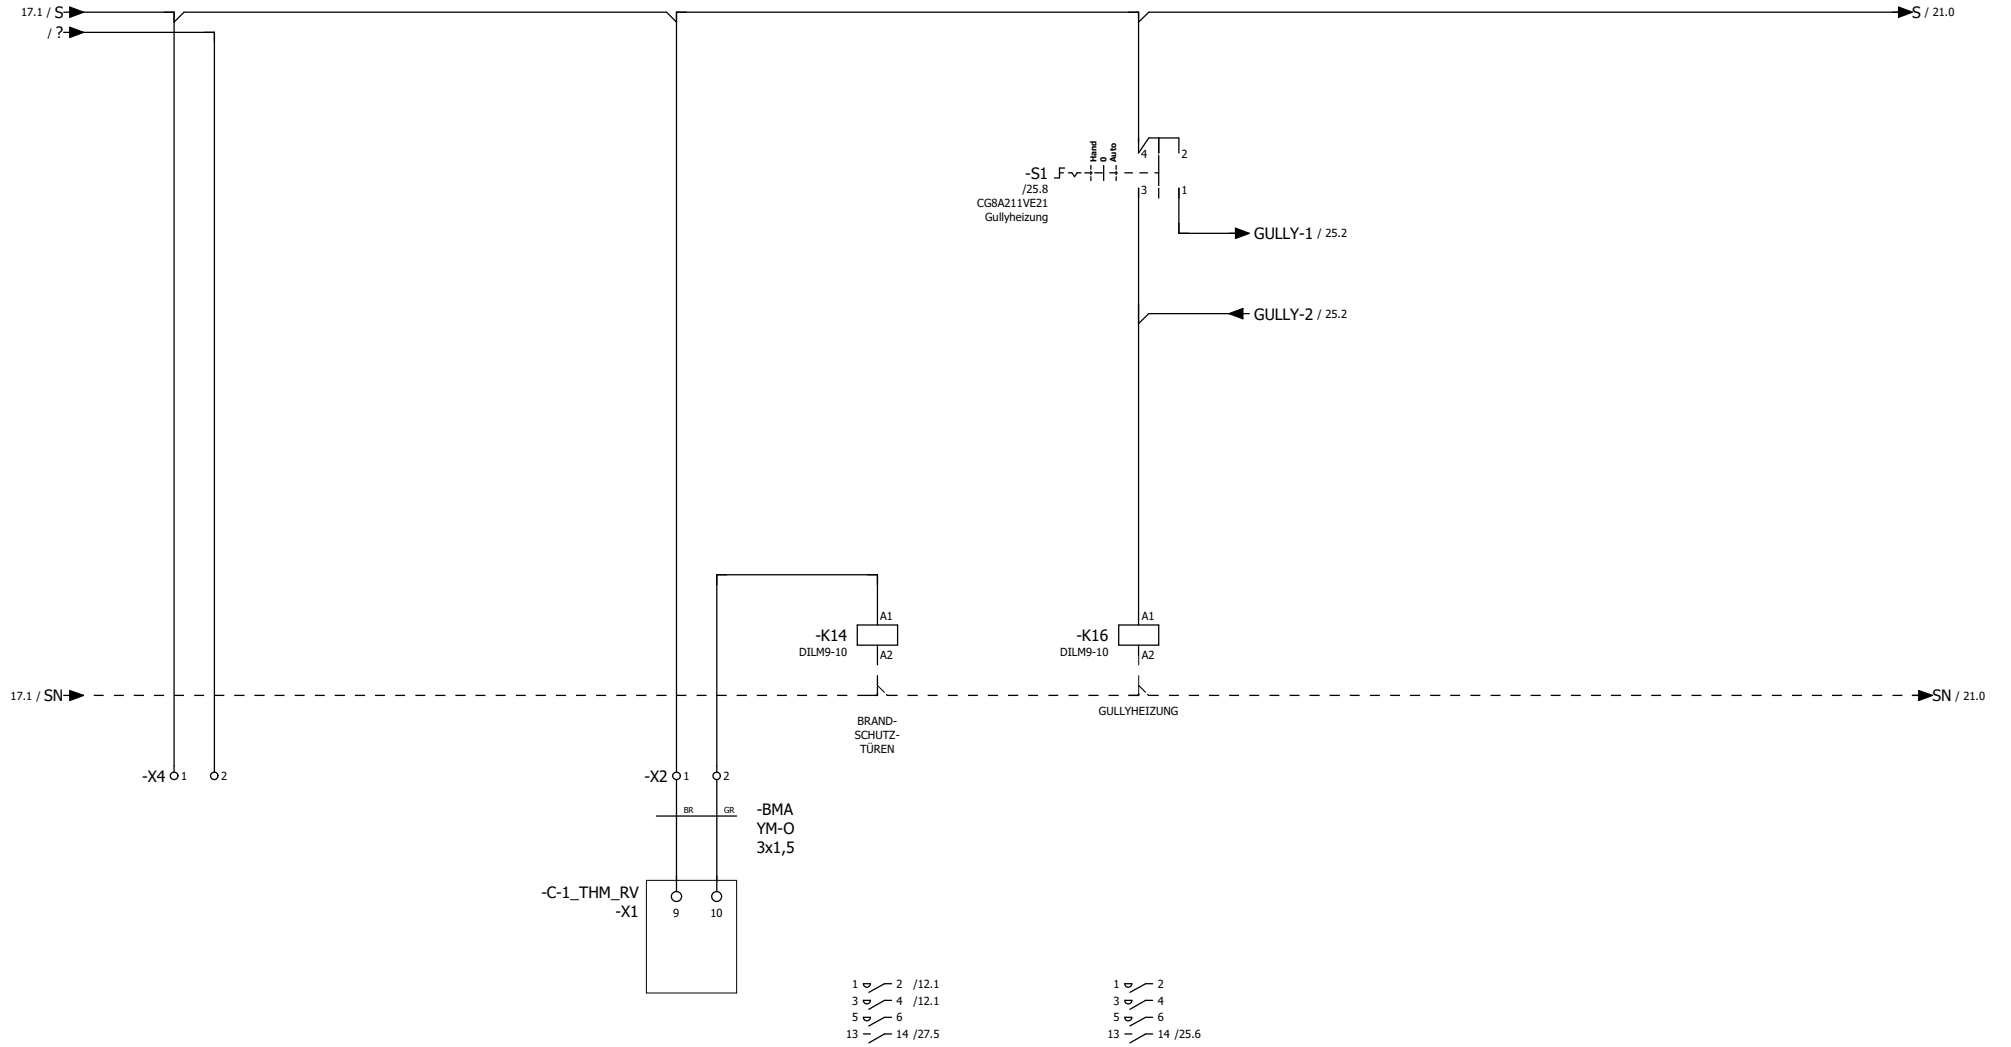 17.1 / S
S / 21.0
/ ?
Hand
0
Auto
4
2
-S1
/25.8
CG8A211VE21
Gullyheizung
3
1
GULLY-1 / 25.2
GULLY-2 / 25.2
A1
-K14
DILM9-10
A2
A1
-K16
DILM9-10
A2
17.1 / SN
SN / 21.0
BRAND-
SCHUTZ-
TÜREN
GULLYHEIZUNG
-X4 1 2
-X2 1 2
BR GR
-BMA
YM-O
3x1,5
-C-1_THM_RV
-X1
9 10
1 2 /12.1
3 4 /12.1
5 6
13 14 /27.5
1 2
3 4
5 6
13 14 /25.6